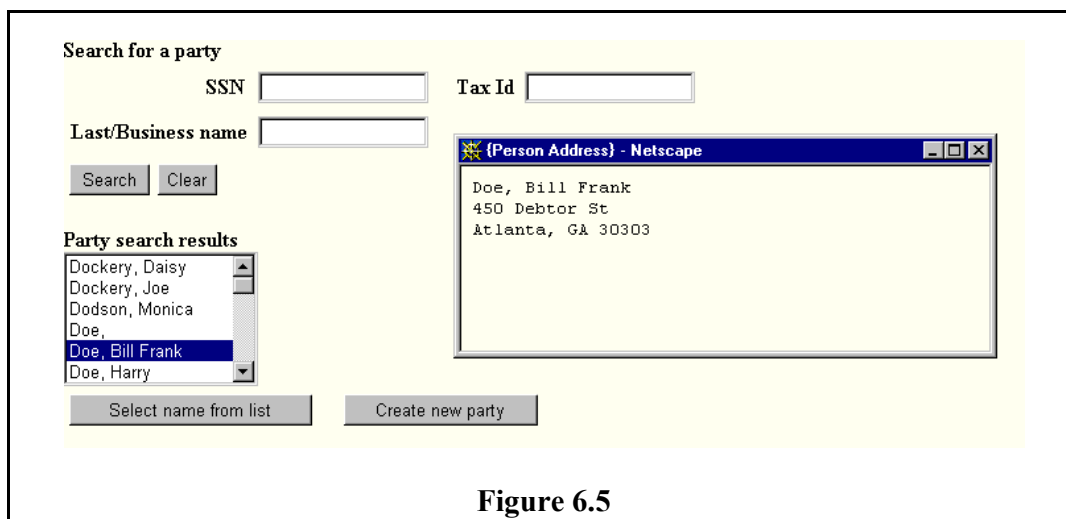 Search for a party
SSN
Tax Id
Last/Business name
{Person Address} - Netscape
Doe, Bill Frank
450 Debtor St
Atlanta, GA 30303
Search Clear
Party search results
Dockery, Daisy
Dockery, Joe
Dodson, Monica
Doe,
Doe, Bill Frank
Doe, Harry
Select name from list
Create new party
Figure 6.5